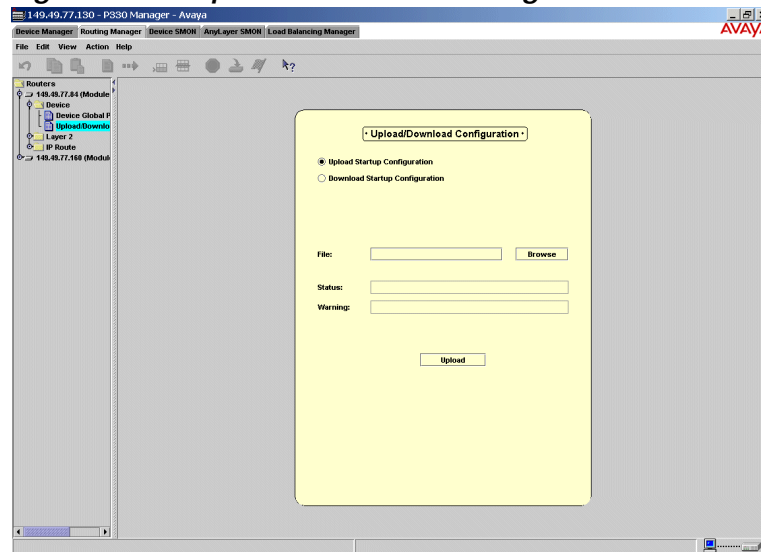 149.49.77.130 - P330 Manager - Avaya
Device Manager Routing Manager Device SMON AnyLayer SMON Load Balancing Manager
AVAYA
File Edit View Action Help
Routers
149.49.77.84 (Module
Device
Device Global P
Upload/Downlo
Layer 2
IP Route
149.49.77.160 (Modul
• Upload/Download Configuration •
Upload Startup Configuration
Download Startup Configuration
File:
Browse
Status:
Warning:
Upload